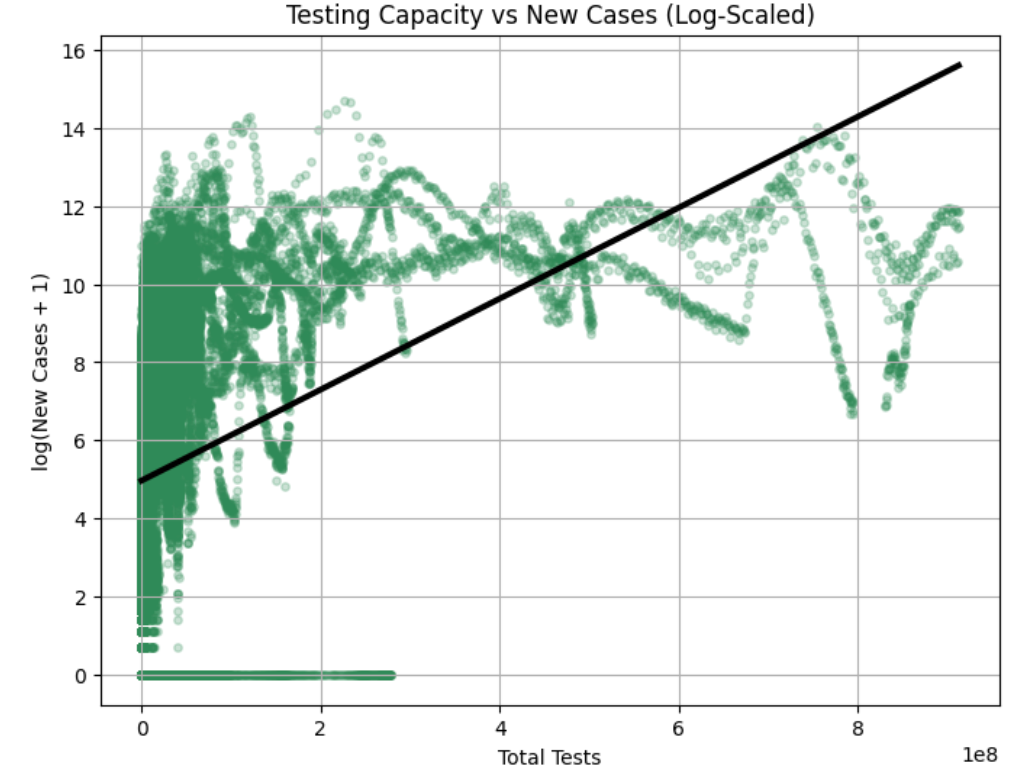 Testing Capacity vs New Cases (Log-Scaled)
16
14
12
10
8
6
4
2
0
log(New Cases + 1)
0 2 4 6 8
1e8
Total Tests